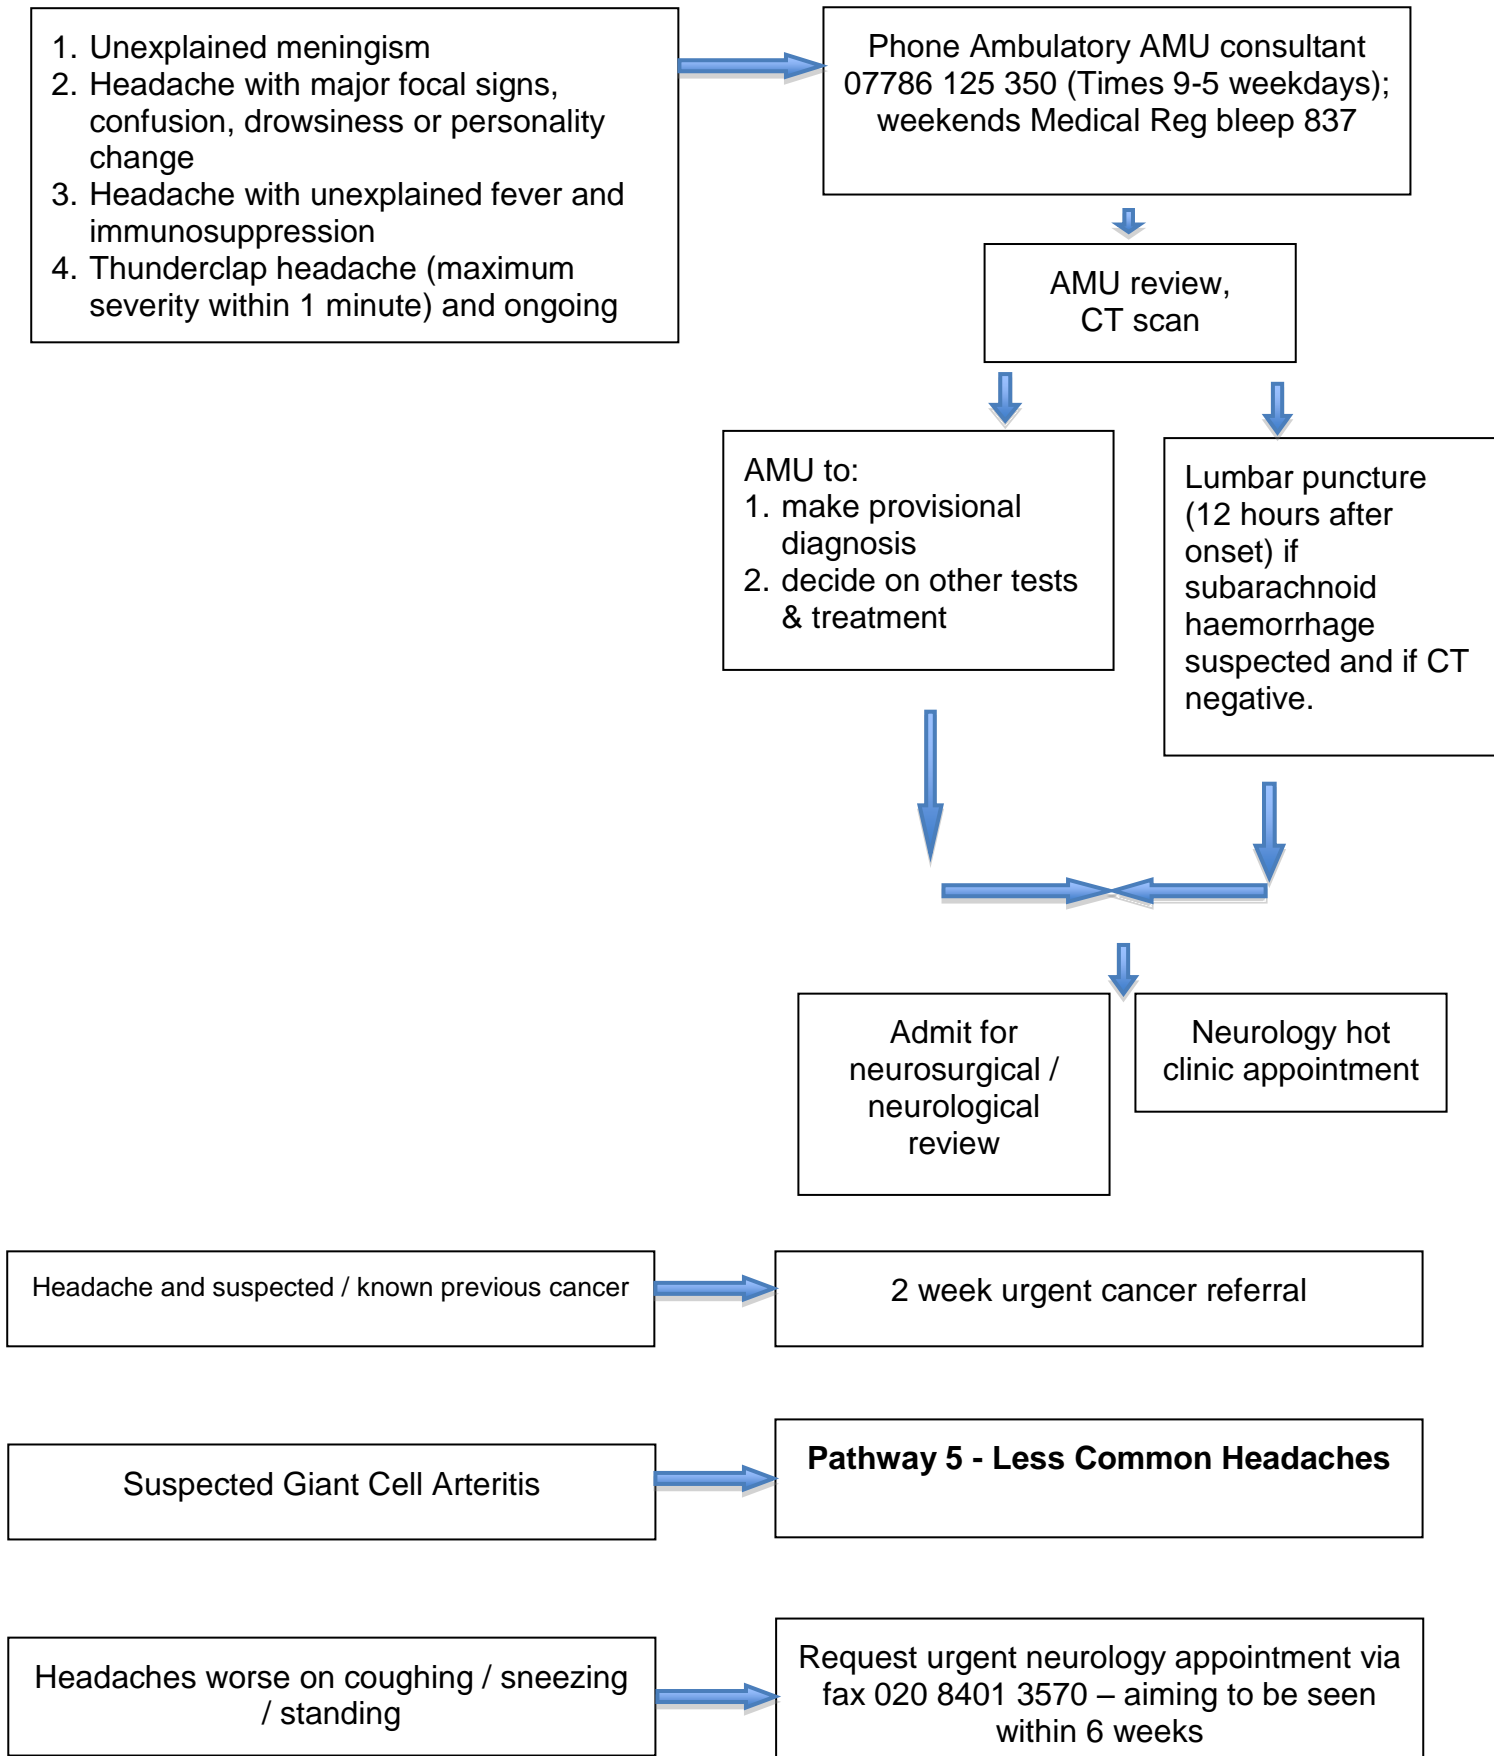 1. Unexplained meningism
2. Headache with major focal signs,
confusion, drowsiness or personality
change
3. Headache with unexplained fever and
immunosuppression
4. Thunderclap headache (maximum
severity within 1 minute) and ongoing
Phone Ambulatory AMU consultant
07786 125 350 (Times 9-5 weekdays);
weekends Medical Reg bleep 837
AMU review,
CT scan
AMU to:
1. make provisional
diagnosis
2. decide on other tests
& treatment
Lumbar puncture
(12 hours after
onset) if
subarachnoid
haemorrhage
suspected and if CT
negative.
Admit for
neurosurgical /
neurological
review
Neurology hot
clinic appointment
Headache and suspected / known previous cancer
2 week urgent cancer referral
Suspected Giant Cell Arteritis
Pathway 5 - Less Common Headaches
Headaches worse on coughing / sneezing
/ standing
Request urgent neurology appointment via
fax 020 8401 3570 – aiming to be seen
within 6 weeks